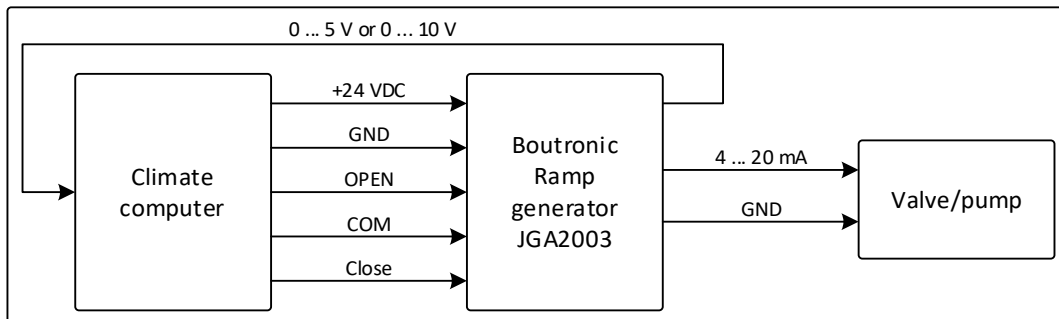 0 ... 5 V or 0 ... 10 V
+24 VDC
GND
OPEN
COM
Close
Climate
computer
Boutronic
Ramp
generator
JGA2003
4 ... 20 mA
GND
Valve/pump